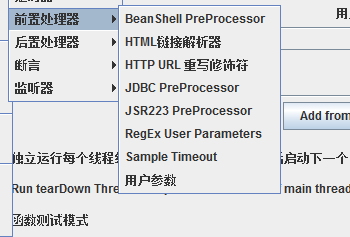 前置处理器
后置处理器
断言
监听器
BeanShell PreProcessor
HTML链接解析器
HTTP URL 重写修饰符
JDBC PreProcessor
JSR223 PreProcessor
RegEx User Parameters
Sample Timeout
用户参数
用
Add from
独立运行每个线程
启动下一个
Run tearDown Thre
main thread
函数测试模式